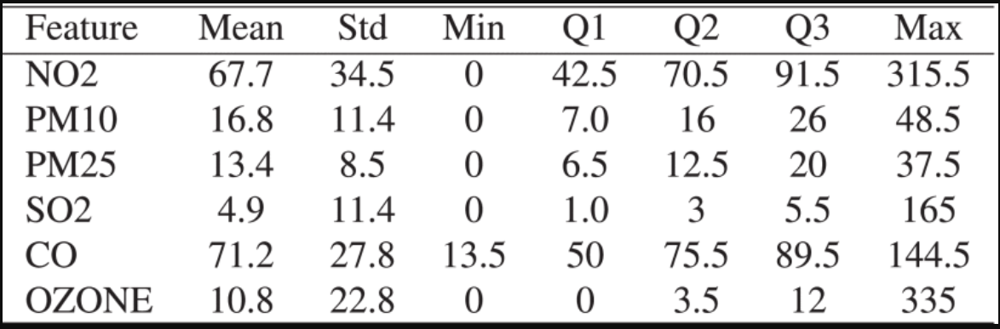 Feature Mean Std Min Q1 Q2 Q3 Max
NO2 67.7 34.5 0 42.5 70.5 91.5 315.5
PM10 16.8 11.4 0 7.0 16 26 48.5
PM25 13.4 8.5 0 6.5 12.5 20 37.5
SO2 4.9 11.4 0 1.0 3 5.5 165
CO 71.2 27.8 13.5 50 75.5 89.5 144.5
OZONE 10.8 22.8 0 0 3.5 12 335